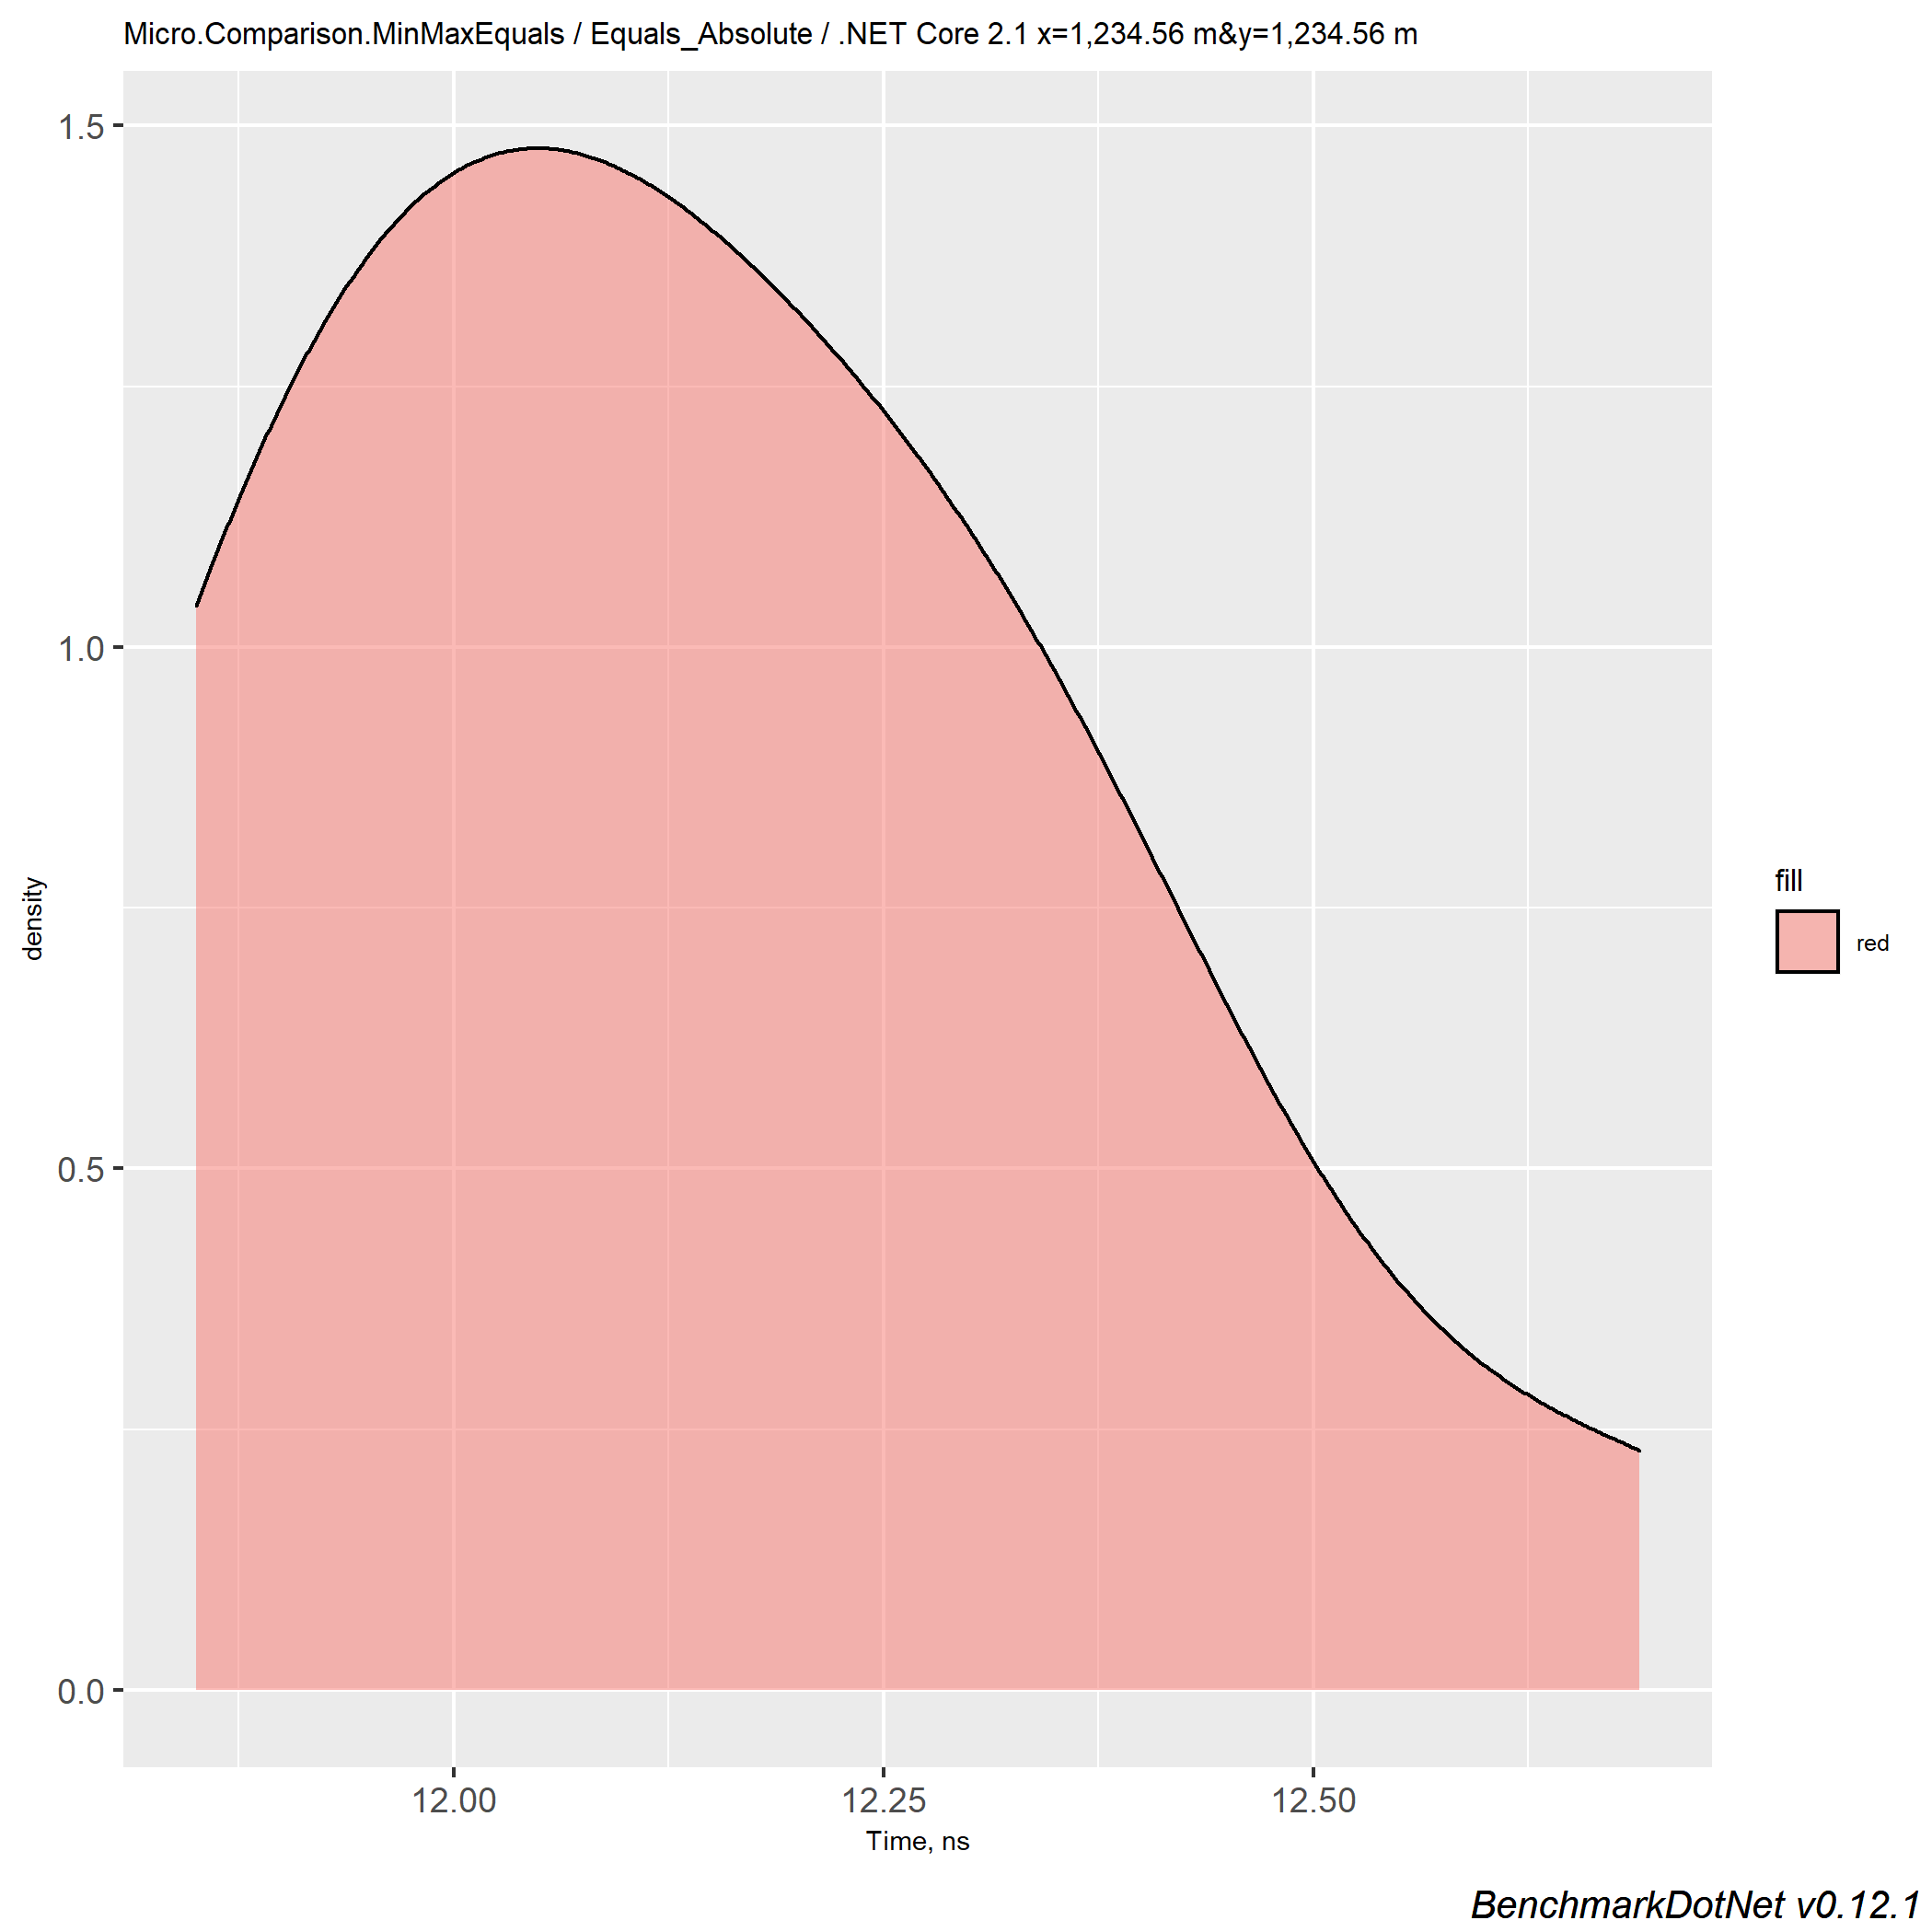 Micro.Comparison.MinMaxEquals / Equals_Absolute / .NET Core 2.1 x=1,234.56 m&y=1,234.56 m
1.5
1.0
0.5
0.0
density
12.00
12.25
12.50
Time, ns
fill
red
BenchmarkDotNet v0.12.1